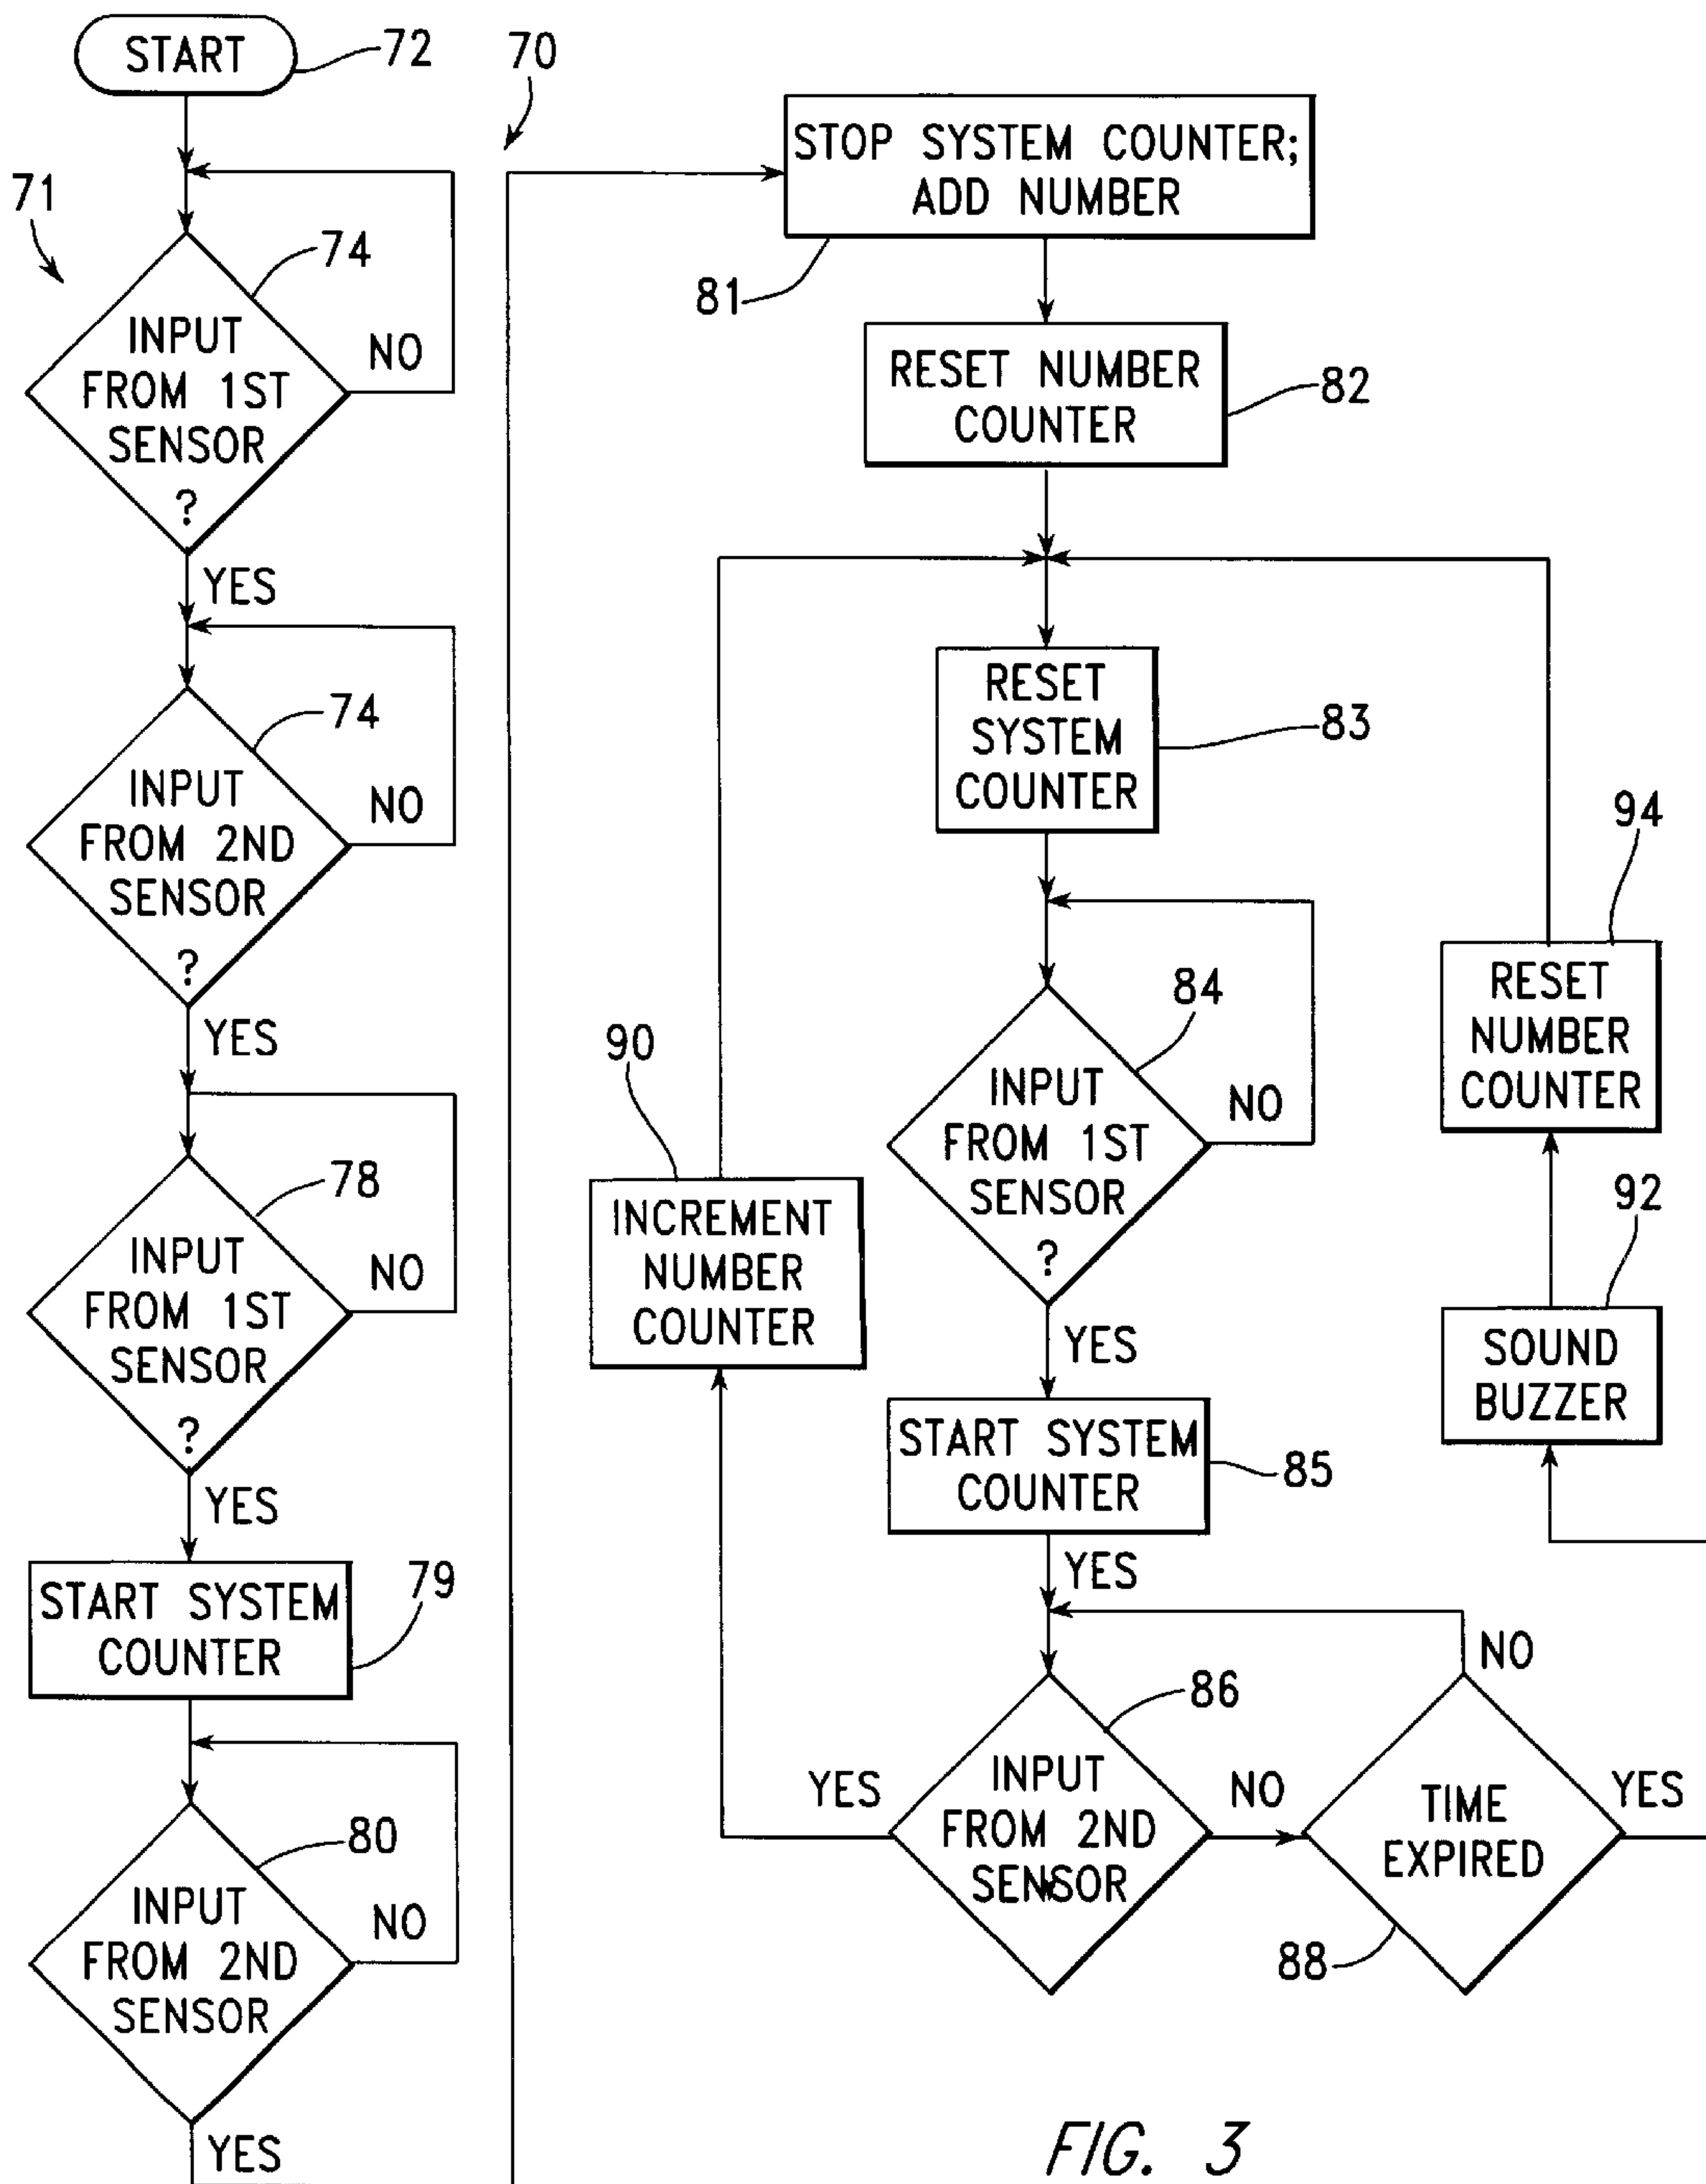 START
72
71
74
INPUT
FROM 1ST
SENSOR
?
NO
YES
74
INPUT
FROM 2ND
SENSOR
?
NO
YES
78
INPUT
FROM 1ST
SENSOR
?
NO
YES
79
START SYSTEM
COUNTER
80
INPUT
FROM 2ND
SENSOR
NO
YES
70
STOP SYSTEM COUNTER;
ADD NUMBER
81
RESET NUMBER
COUNTER
82
RESET
SYSTEM
COUNTER
83
84
INPUT
FROM 1ST
SENSOR
?
NO
YES
START SYSTEM
COUNTER
85
YES
86
INPUT
FROM 2ND
SENSOR
YES
NO
TIME
EXPIRED
88
NO
YES
90
INCREMENT
NUMBER
COUNTER
92
SOUND
BUZZER
94
RESET
NUMBER
COUNTER
FIG. 3